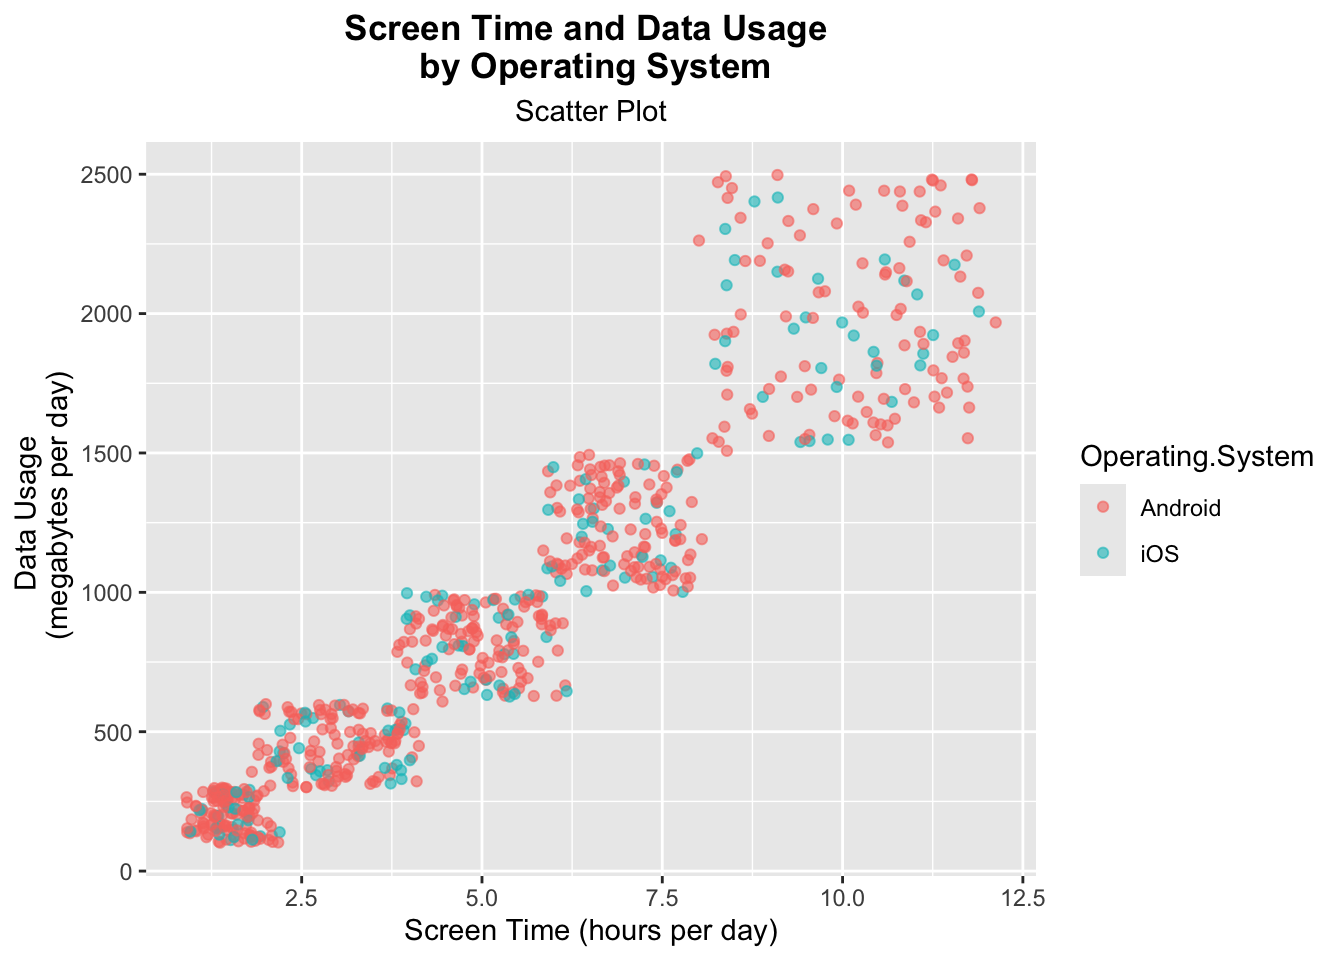 Screen Time and Data Usage
by Operating System
Scatter Plot
Data Usage
(megabytes per day)
2500
2000
1500
1000
500
0
2.5 5.0 7.5 10.0 12.5
Screen Time (hours per day)
Operating.System
Android
iOS